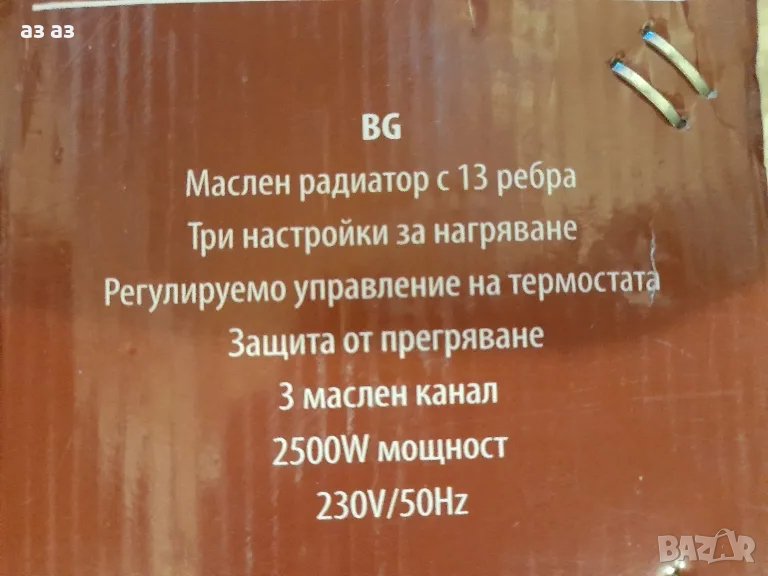 аз аз
BG
Маслен радиатор с 13 ребра
Три настройки за нагряване
Регулируемо управление на термостата
Защита от прегряване
3 маслен канал
2500W мощност
230V/50Hz
BAZAR